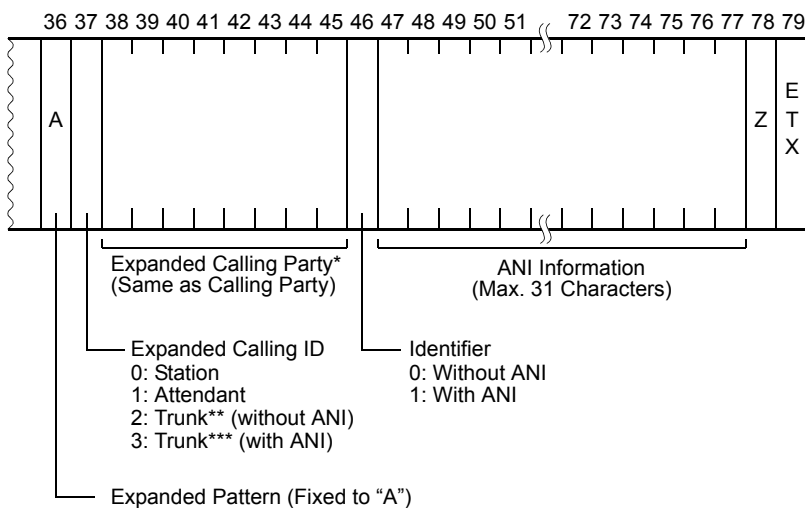 36 37 38 39 40 41 42 43 44 45 46 47 48 49 50 51 72 73 74 75 76 77 78 79
A
Z
E
T
X
Expanded Calling Party*
(Same as Calling Party)
ANI Information
(Max. 31 Characters)
Expanded Calling ID
0: Station
1: Attendant
2: Trunk** (without ANI)
3: Trunk*** (with ANI)
Identifier
0: Without ANI
1: With ANI
Expanded Pattern (Fixed to “A”)